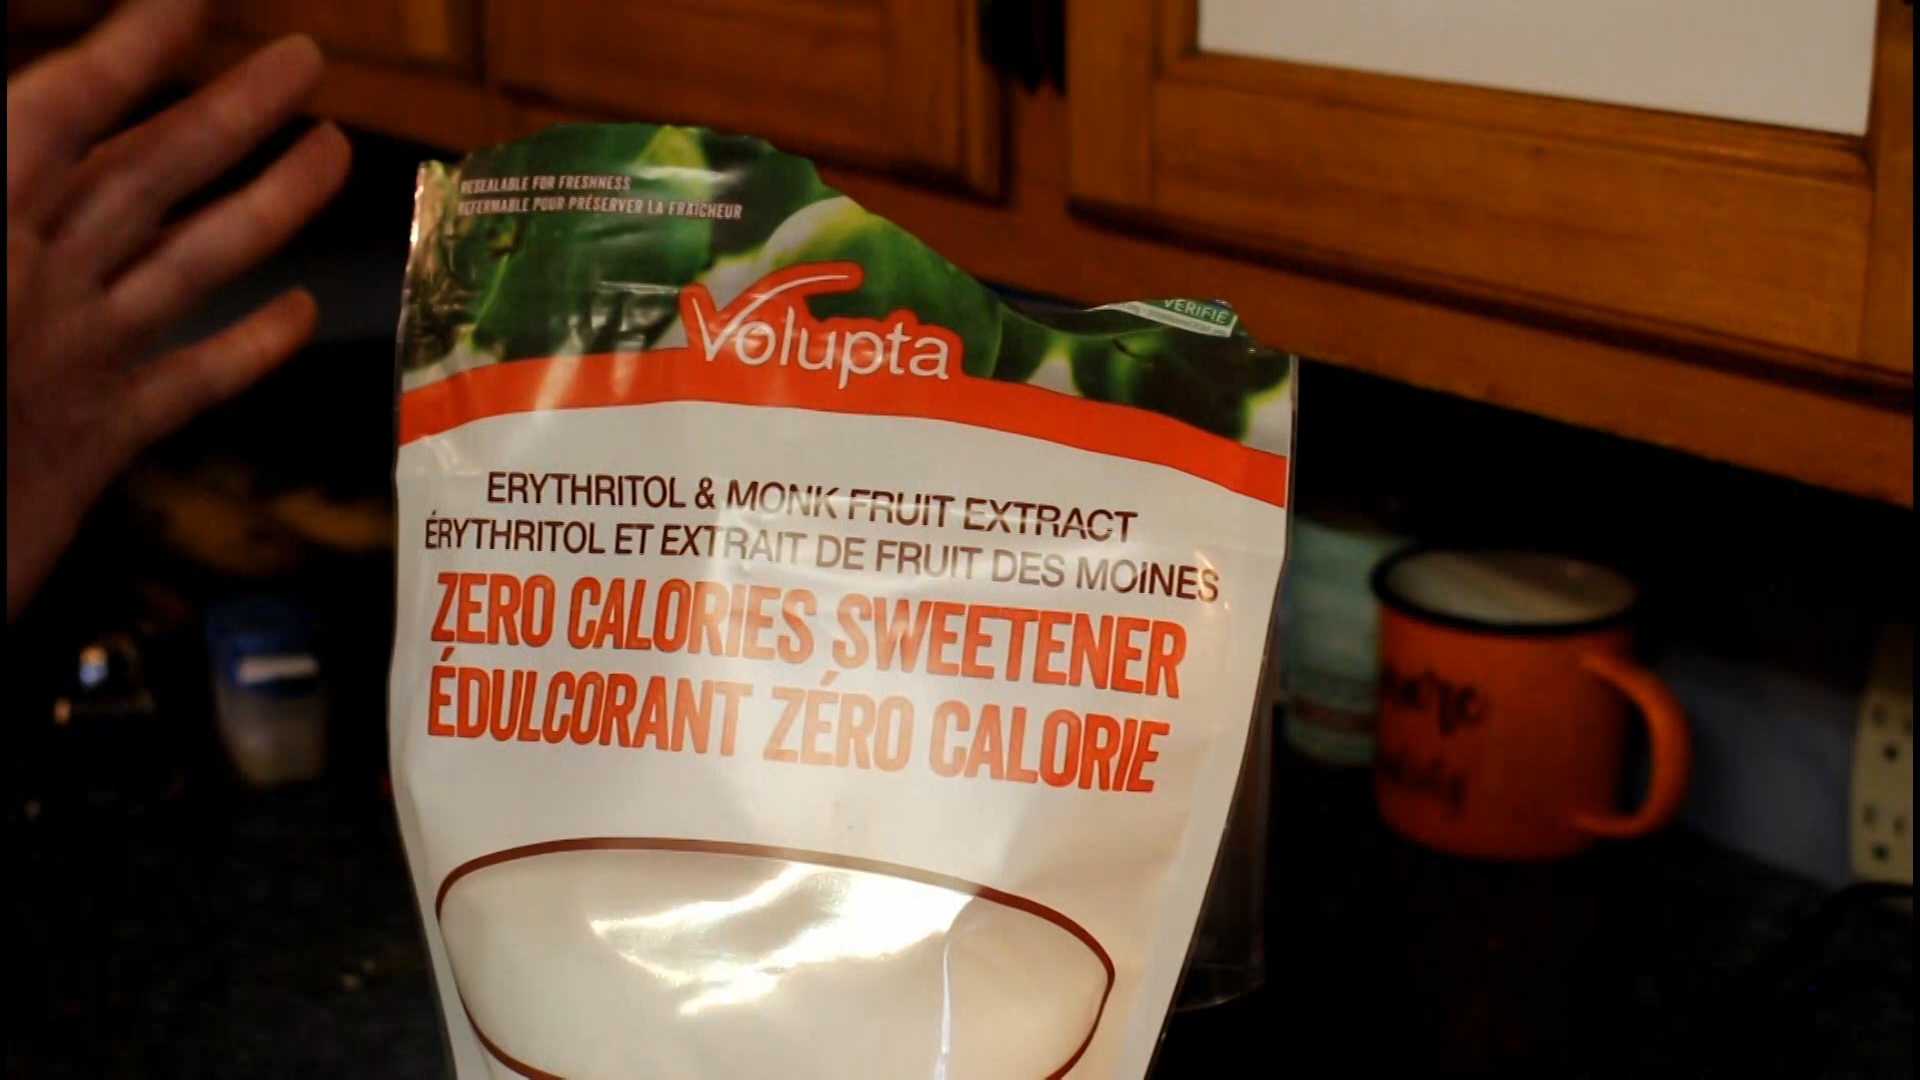 RESEALABLE FOR FRESHNESS
REFERMABLE POUR PRÉSERVER LA FRAÎCHEUR
Volupta
VÉRIFIÉ
ERYTHRITOL & MONK FRUIT EXTRACT
ÉRYTHRITOL ET EXTRAIT DE FRUIT DES MOINES
ZERO CALORIES SWEETENER
ÉDULCORANT ZÉRO CALORIE